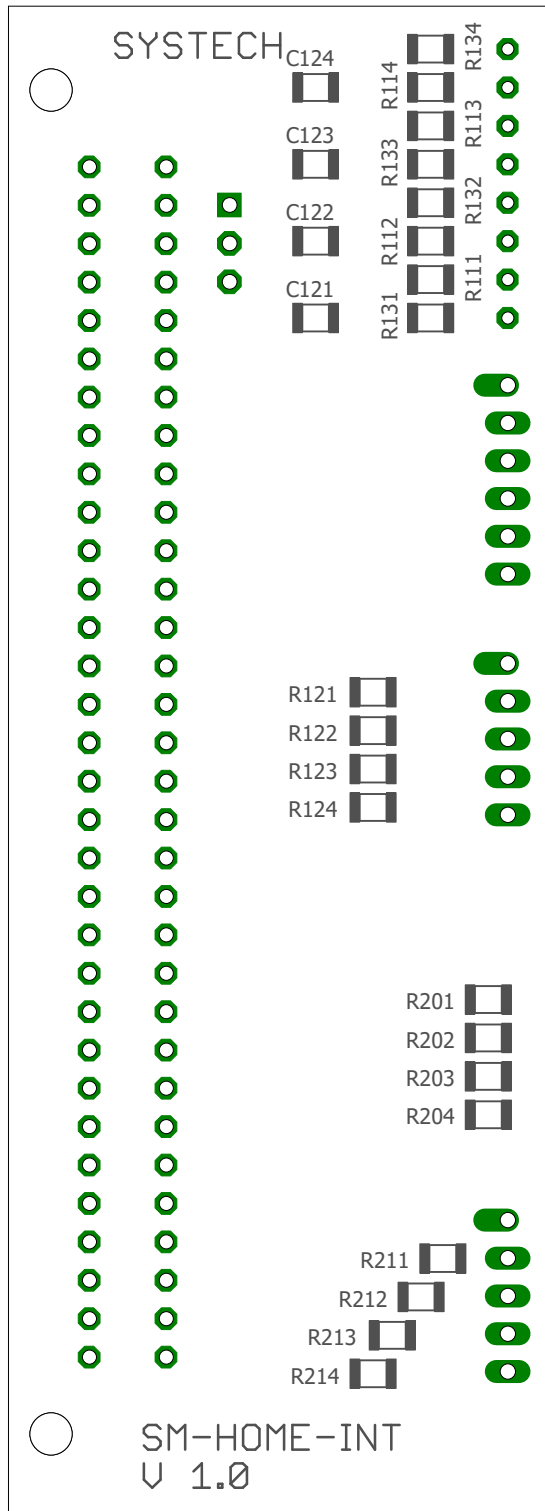 SYSTECH
C124
R134
R114
C123
R113
R133
C122
R132
R112
C121
R111
R131
R121
R122
R123
R124
R201
R202
R203
R204
R211
R212
R213
R214
SM-HOME-INT
V 1.0